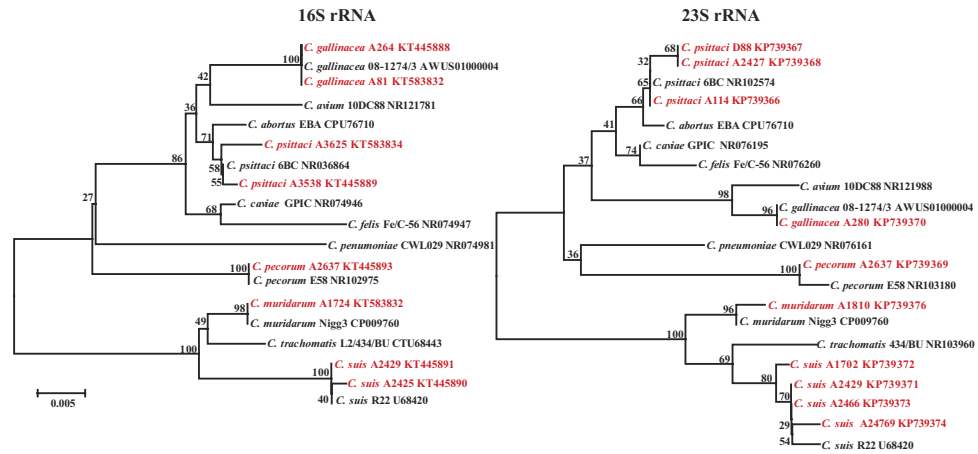 16S rRNA
100
C. gallinacea A264 KT445888
C. gallinacea 08-1274/3 AWUS01000004
C. gallinacea A81 KT583832
42
C. avium 10DC88 NR121781
36
C. abortus EBA CPU76710
71
C. psittaci A3625 KT583834
C. psittaci 6BC NR036864
58
55
C. psittaci A3538 KT445889
86
C. caviae GPIC NR074946
68
C. felis Fe/C-56 NR074947
27
C. penumoniae CWL029 NR074981
100
C. pecorum A2637 KT445893
C. pecorum E58 NR102975
C. muridarum A1724 KT583832
98
C. muridarum Nigg3 CP009760
49
C. trachomatis L2/434/BU CTU68443
100
C. suis A2429 KT445891
100
C. suis A2425 KT445890
40
C. suis R22 U68420
0.005
23S rRNA
68
C. psittaci D88 KP739367
C. psittaci A2427 KP739368
32
65
C. psittaci 6BC NR102574
C. psittaci A114 KP739366
66
C. abortus EBA CPU76710
41
C. caviae GPIC NR076195
74
C. felis Fe/C-56 NR076260
37
C. avium 10DC88 NR121988
98
C. gallinacea 08-1274/3 AWUS01000004
96
C. gallinacea A280 KP739370
C. pneumoniae CWL029 NR076161
36
C. pecorum A2637 KP739369
100
C. pecorum E58 NR103180
C. muridarum A1810 KP739376
96
C. muridarum Nigg3 CP009760
100
C. trachomatis 434/BU NR103960
69
C. suis A1702 KP739372
80
C. suis A2429 KP739371
70
C. suis A2466 KP739373
C. suis A24769 KP739374
29
54
C. suis R22 U68420